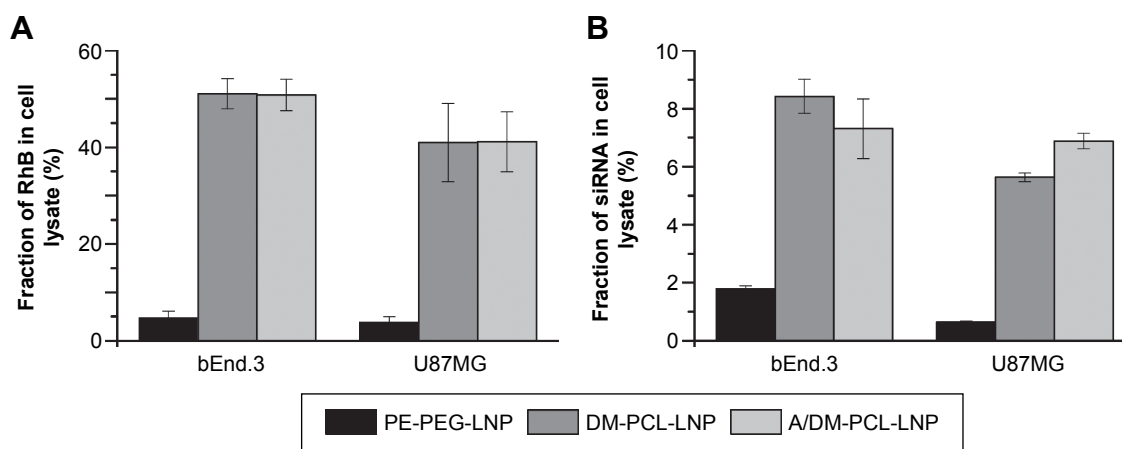 A
Fraction of RhB in cell
lysate (%)
60
40
20
0
bEnd.3
U87MG
B
Fraction of siRNA in cell
lysate (%)
10
8
6
4
2
0
bEnd.3
U87MG
PE-PEG-LNP
DM-PCL-LNP
A/DM-PCL-LNP